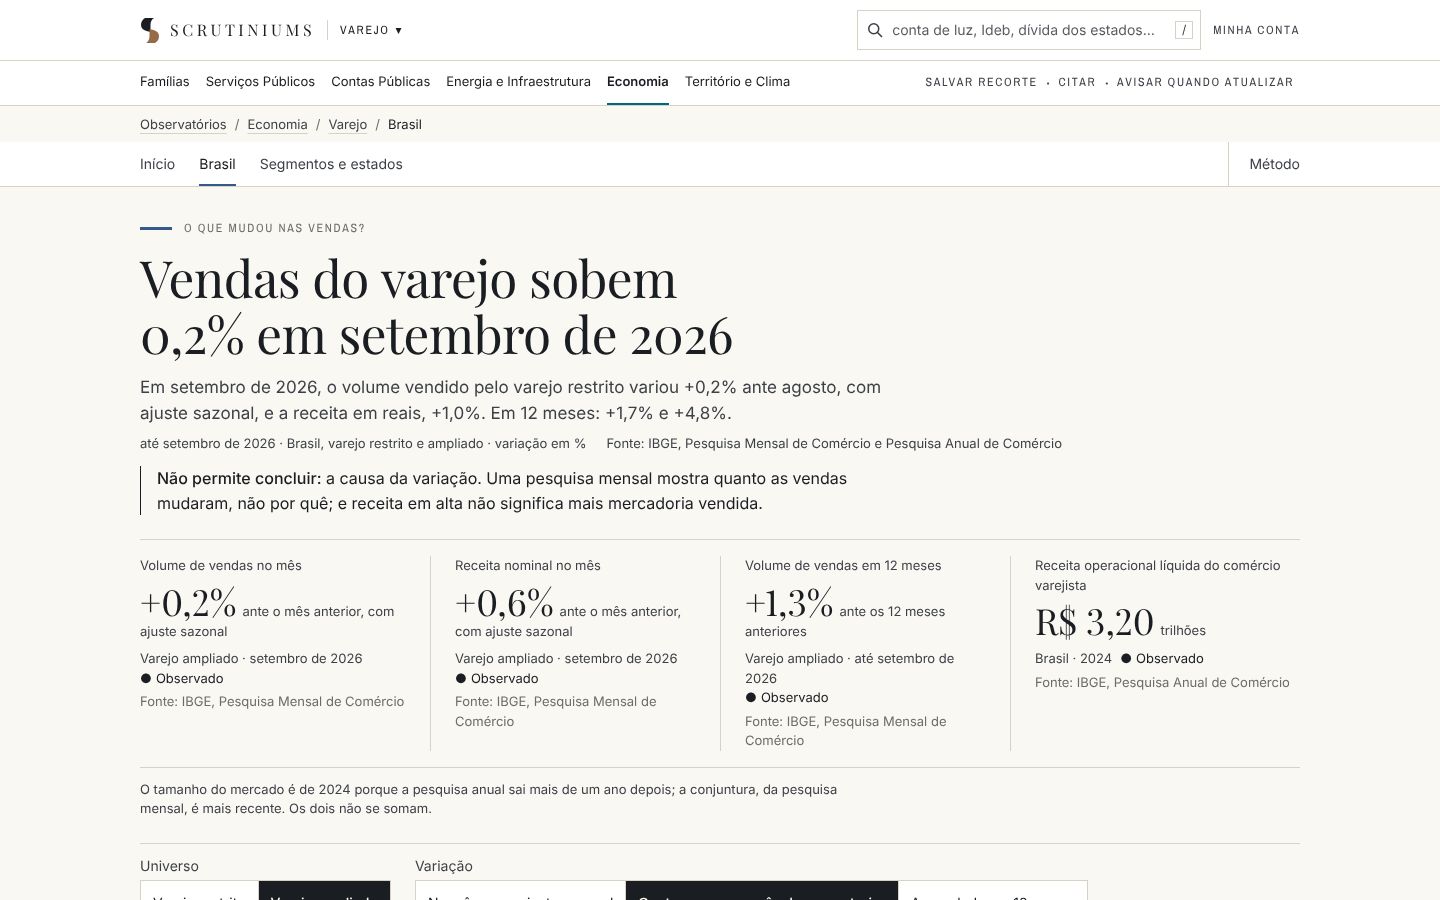 SCRUTINIUMS
VAREJO ▼
conta de luz, Ideb, dívida dos estados...
/
MINHA CONTA
Famílias
Serviços Públicos
Contas Públicas
Energia e Infraestrutura
Economia
Território e Clima
SALVAR RECORTE · CITAR · AVISAR QUANDO ATUALIZAR
Observatórios / Economia / Varejo / Brasil
Início
Brasil
Segmentos e estados
Método
O QUE MUDOU NAS VENDAS?
Vendas do varejo sobem
0,2% em setembro de 2026
Em setembro de 2026, o volume vendido pelo varejo restrito variou +0,2% ante agosto, com
ajuste sazonal, e a receita em reais, +1,0%. Em 12 meses: +1,7% e +4,8%.
até setembro de 2026 · Brasil, varejo restrito e ampliado · variação em %
Fonte: IBGE, Pesquisa Mensal de Comércio e Pesquisa Anual de Comércio
Não permite concluir: a causa da variação. Uma pesquisa mensal mostra quanto as vendas
mudaram, não por quê; e receita em alta não significa mais mercadoria vendida.
Volume de vendas no mês
+0,2% ante o mês anterior, com
ajuste sazonal
Varejo ampliado · setembro de 2026
● Observado
Fonte: IBGE, Pesquisa Mensal de Comércio
Receita nominal no mês
+0,6% ante o mês anterior,
com ajuste sazonal
Varejo ampliado · setembro de 2026
● Observado
Fonte: IBGE, Pesquisa Mensal de
Comércio
Volume de vendas em 12 meses
+1,3% ante os 12 meses
anteriores
Varejo ampliado · até setembro de
2026
● Observado
Fonte: IBGE, Pesquisa Mensal de
Comércio
Receita operacional líquida do comércio
varejista
R$ 3,20 trilhões
Brasil · 2024 ● Observado
Fonte: IBGE, Pesquisa Anual de Comércio
O tamanho do mercado é de 2024 porque a pesquisa anual sai mais de um ano depois; a conjuntura, da pesquisa
mensal, é mais recente. Os dois não se somam.
Universo
Variação